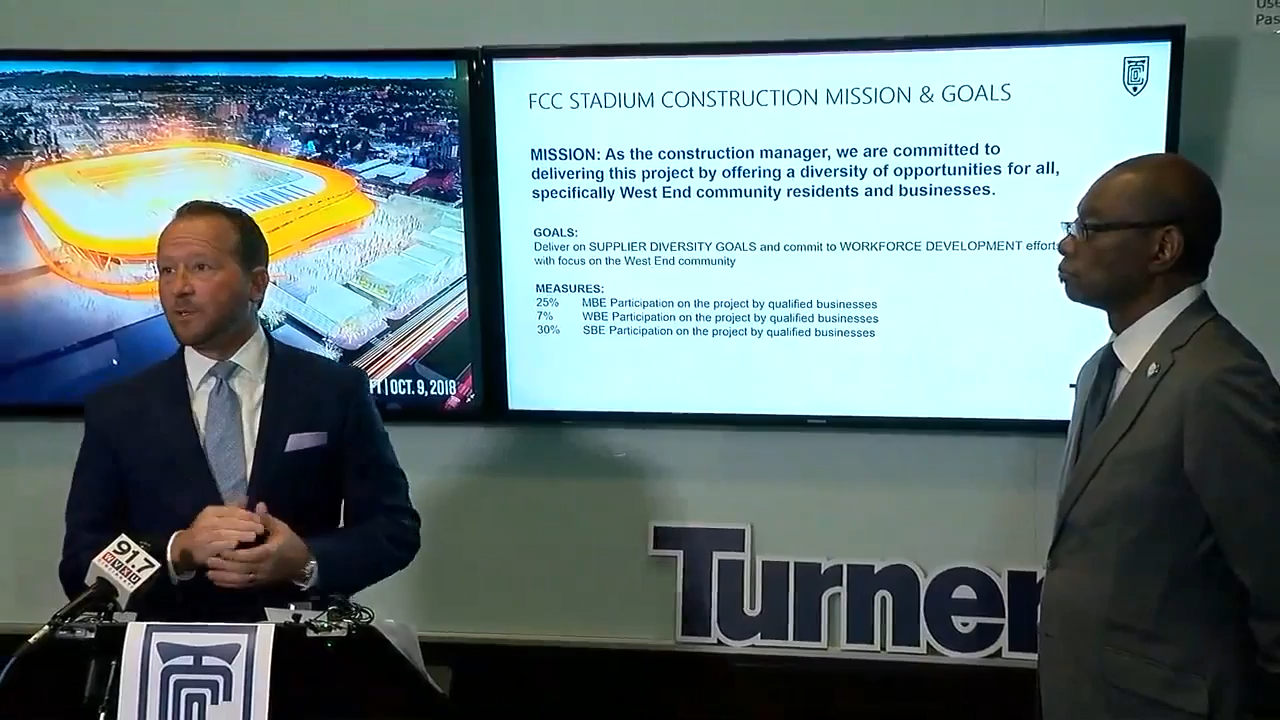 Use
Pas
FCC STADIUM CONSTRUCTION MISSION & GOALS
MISSION: As the construction manager, we are committed to
delivering this project by offering a diversity of opportunities for all,
specifically West End community residents and businesses.
GOALS:
Deliver on SUPPLIER DIVERSITY GOALS and commit to WORKFORCE DEVELOPMENT effort
with focus on the West End community
MEASURES:
25% MBE Participation on the project by qualified businesses
7% WBE Participation on the project by qualified businesses
30% SBE Participation on the project by qualified businesses
| OCT. 9, 2018
Turner
91.7
WVXU